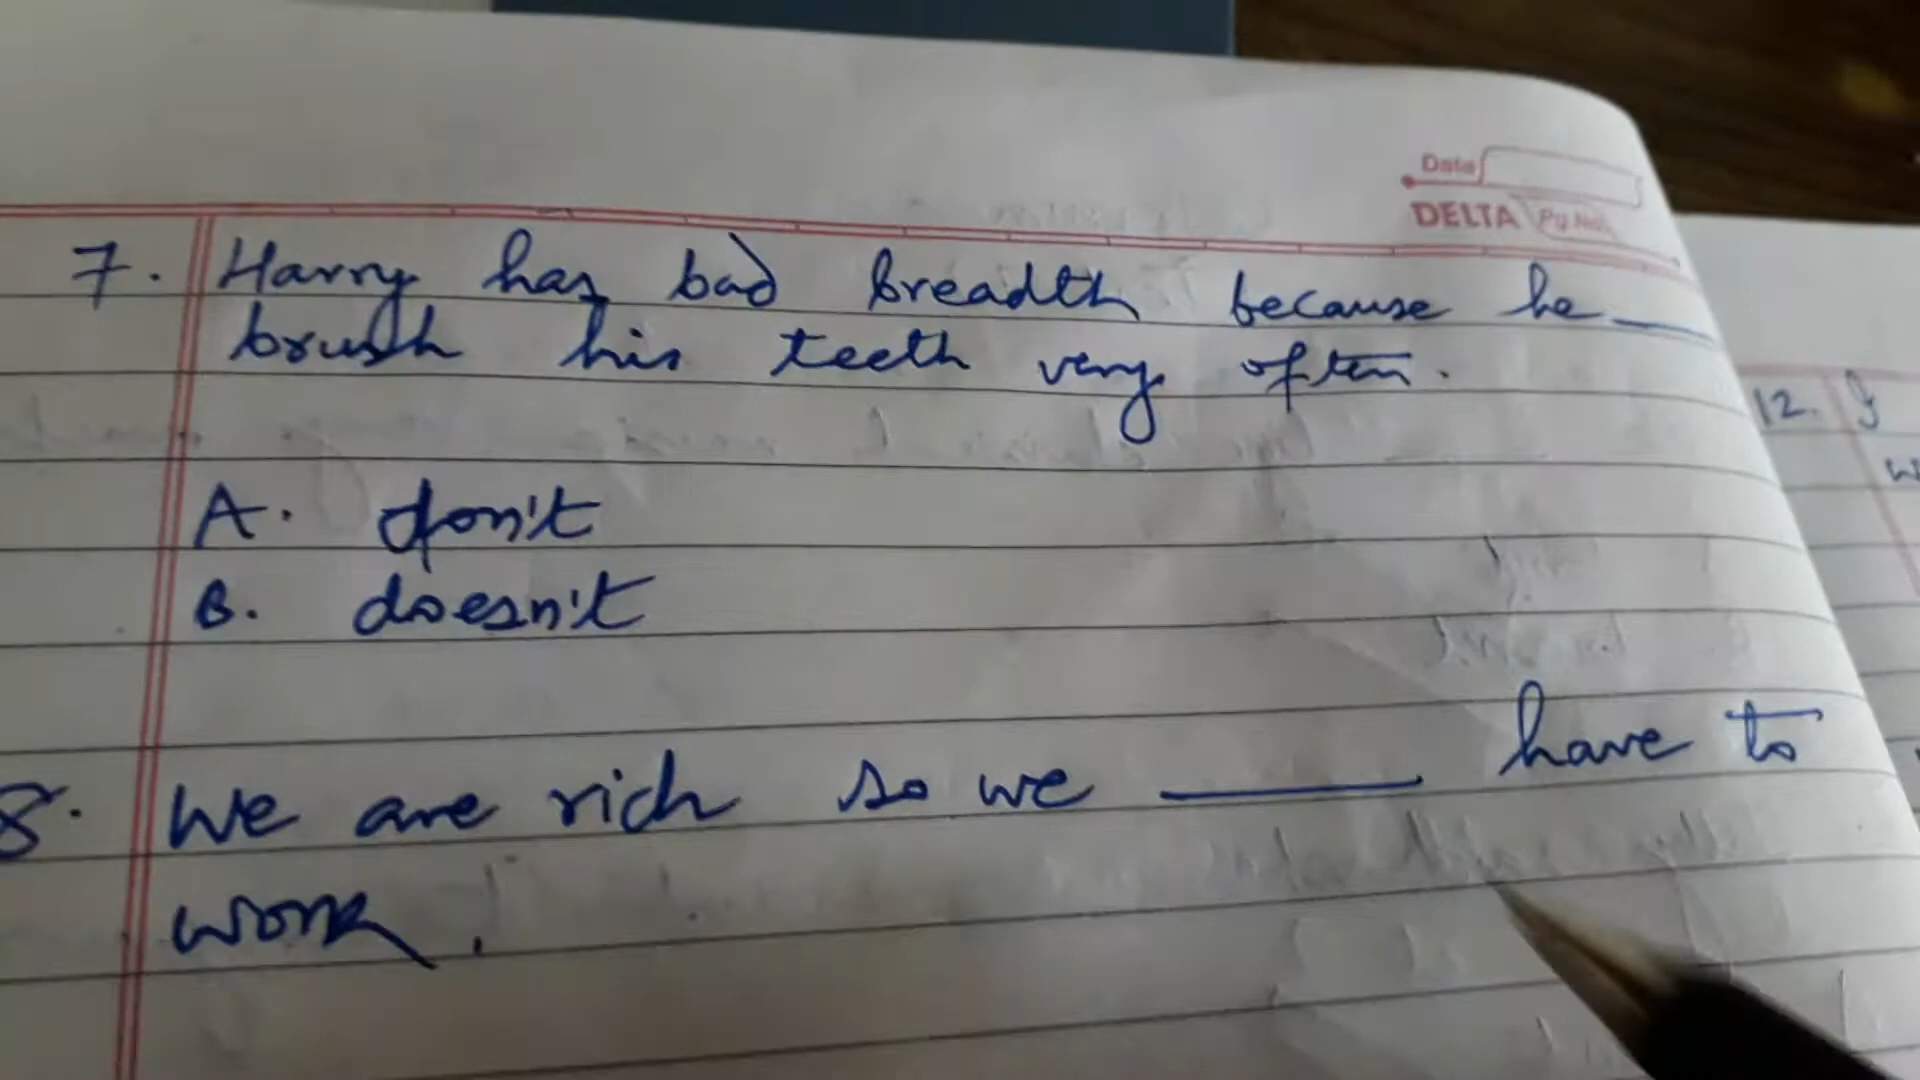 Date
DELTA Pg No.
7. Harry has bad breadth because he ___
brush his teeth very often.
A. don't
B. doesn't
8. We are rich so we ______ have to
work.
12. I